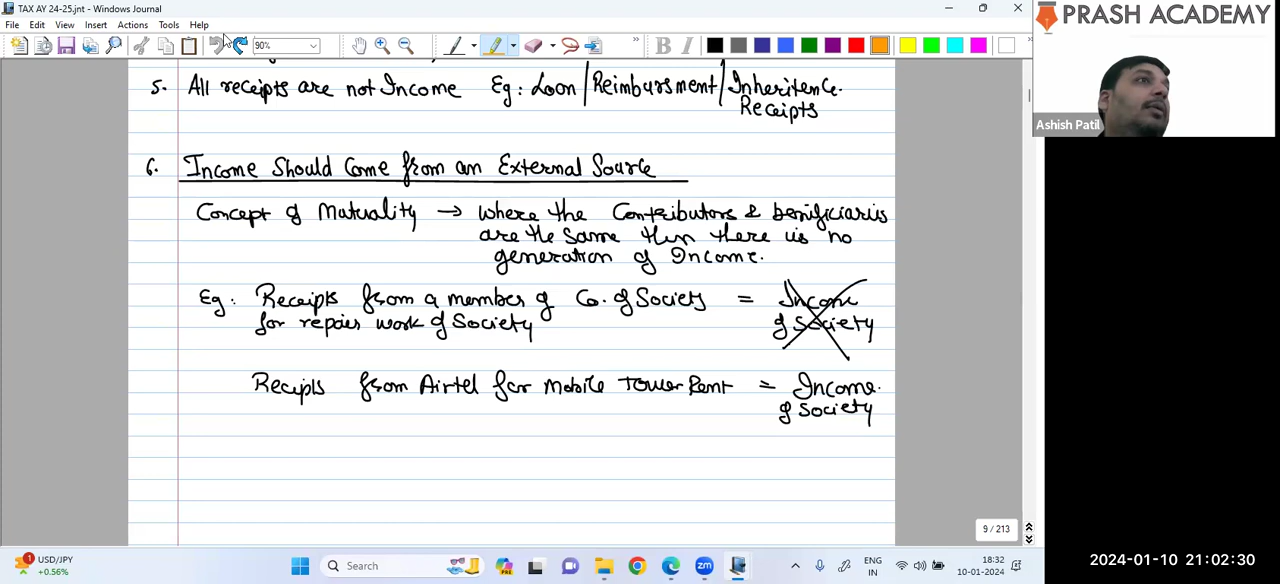 TAX AY 24-25.jnt - Windows Journal
File Edit View Insert Actions Tools Help
90%
PRASH ACADEMY
Ashish Patil
5. All receipts are not Income Eg: Loan / Reimbursment / Inheritence.
Receipts
6. Income Should Come from an External Source
Concept of Mutuality → where the Contributors & benificiaries
are the same then there is no
generation of Income.
Eg: Receipts from a member of Co. of Society = Income
for repairs work of Society of Society
Recipts from Airtel for Mobile Tower Rent = Income.
of Society
9 / 213
1 USD/JPY
+0.56%
Search
PRE
zm
ENG
IN
18:32
10-01-2024
2024-01-10 21:02:30